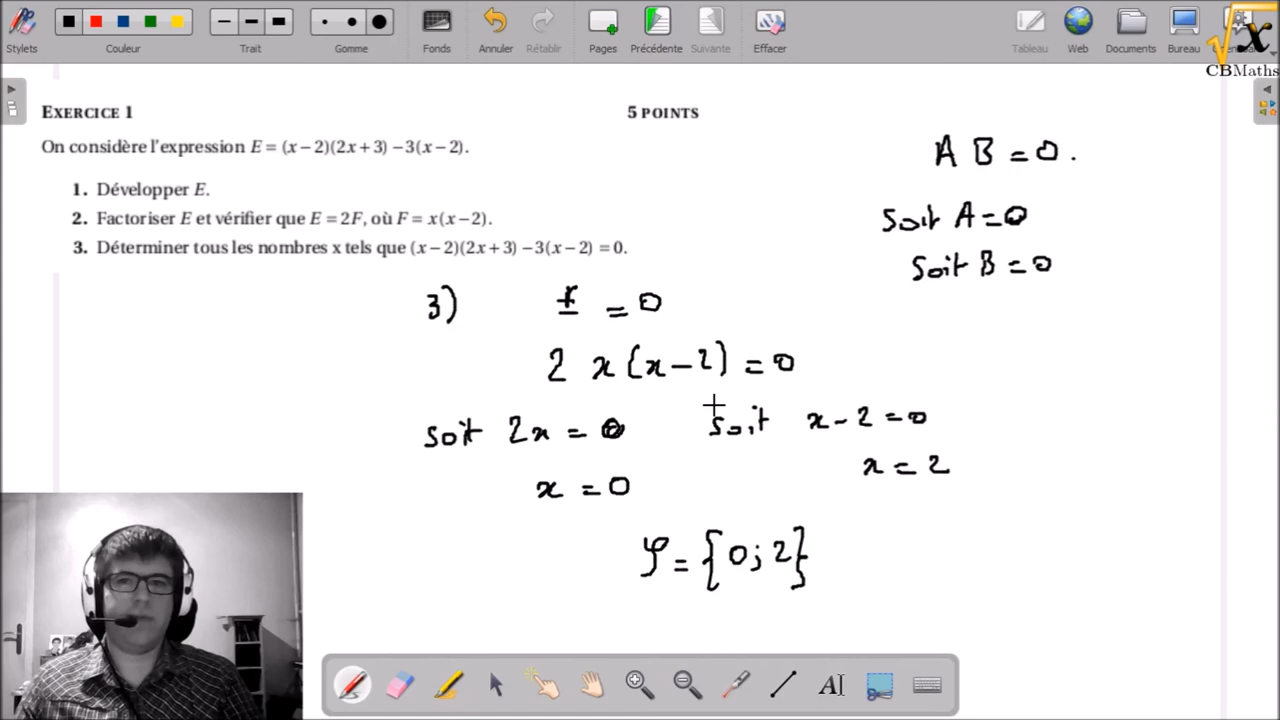 Stylets Couleur Trait Gomme Fonds Annuler Rétablir Pages Précédente Suivante Effacer Tableau Web Documents Bureau
√x
CBMaths
EXERCICE 1 5 POINTS
On considère l'expression E = (x − 2)(2x + 3) − 3(x − 2).
1. Développer E.
2. Factoriser E et vérifier que E = 2F, où F = x(x − 2).
3. Déterminer tous les nombres x tels que (x − 2)(2x + 3) − 3(x − 2) = 0.
A B = 0.
soit A = 0
soit B = 0
3) E = 0
2 x(x − 2) = 0
soit 2x = 0 soit x − 2 = 0
x = 0 x = 2
𝒮 = {0; 2}